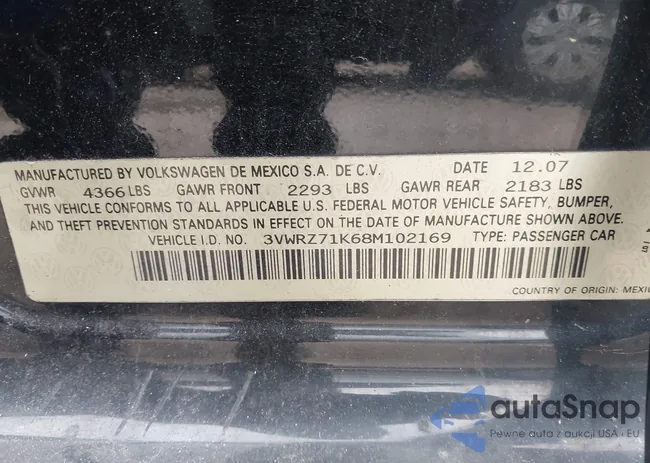 MANUFACTURED BY VOLKSWAGEN DE MEXICO S.A. DE C.V. DATE 12.07
GVWR 4366 LBS GAWR FRONT 2293 LBS GAWR REAR 2183 LBS
THIS VEHICLE CONFORMS TO ALL APPLICABLE U.S. FEDERAL MOTOR VEHICLE SAFETY, BUMPER,
AND THEFT PREVENTION STANDARDS IN EFFECT ON THE DATE OF MANUFACTURE SHOWN ABOVE.
VEHICLE I.D. NO. 3VWRZ71K68M102169 TYPE: PASSENGER CAR
COUNTRY OF ORIGIN: MEXIC
autaSnap
Pewne auta z aukcji USA · EU